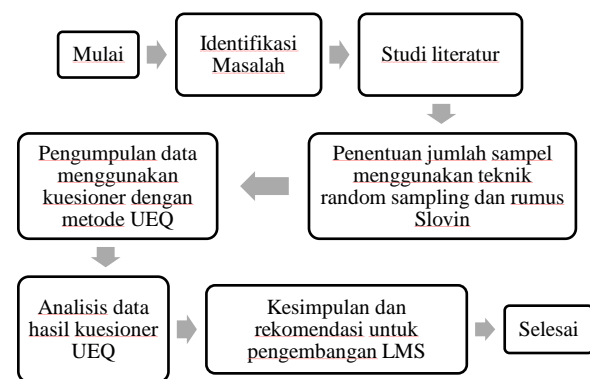 Mulai
Identifikasi
Masalah
Studi literatur
Penentuan jumlah sampel
menggunakan teknik
random sampling dan rumus
Slovin
Pengumpulan data
menggunakan
kuesioner dengan
metode UEQ
Analisis data
hasil kuesioner
UEQ
Kesimpulan dan
rekomendasi untuk
pengembangan LMS
Selesai